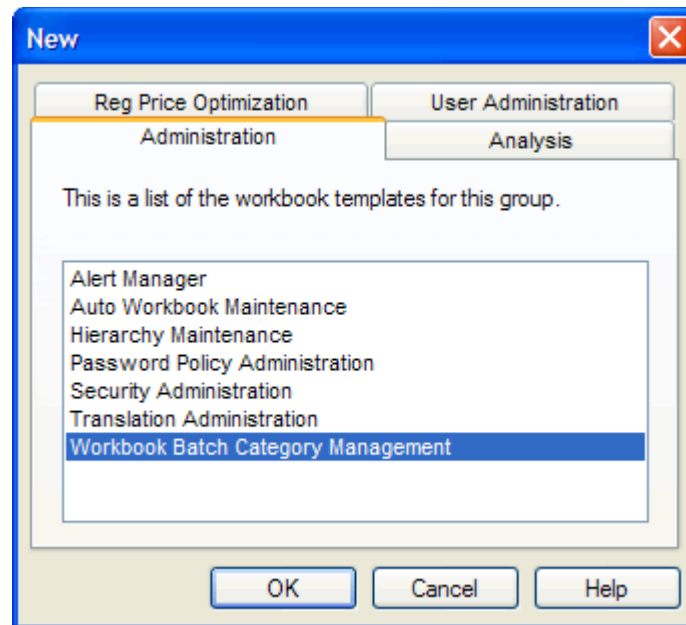 New
Reg Price Optimization
User Administration
Administration
Analysis
This is a list of the workbook templates for this group.
Alert Manager
Auto Workbook Maintenance
Hierarchy Maintenance
Password Policy Administration
Security Administration
Translation Administration
Workbook Batch Category Management
OK
Cancel
Help